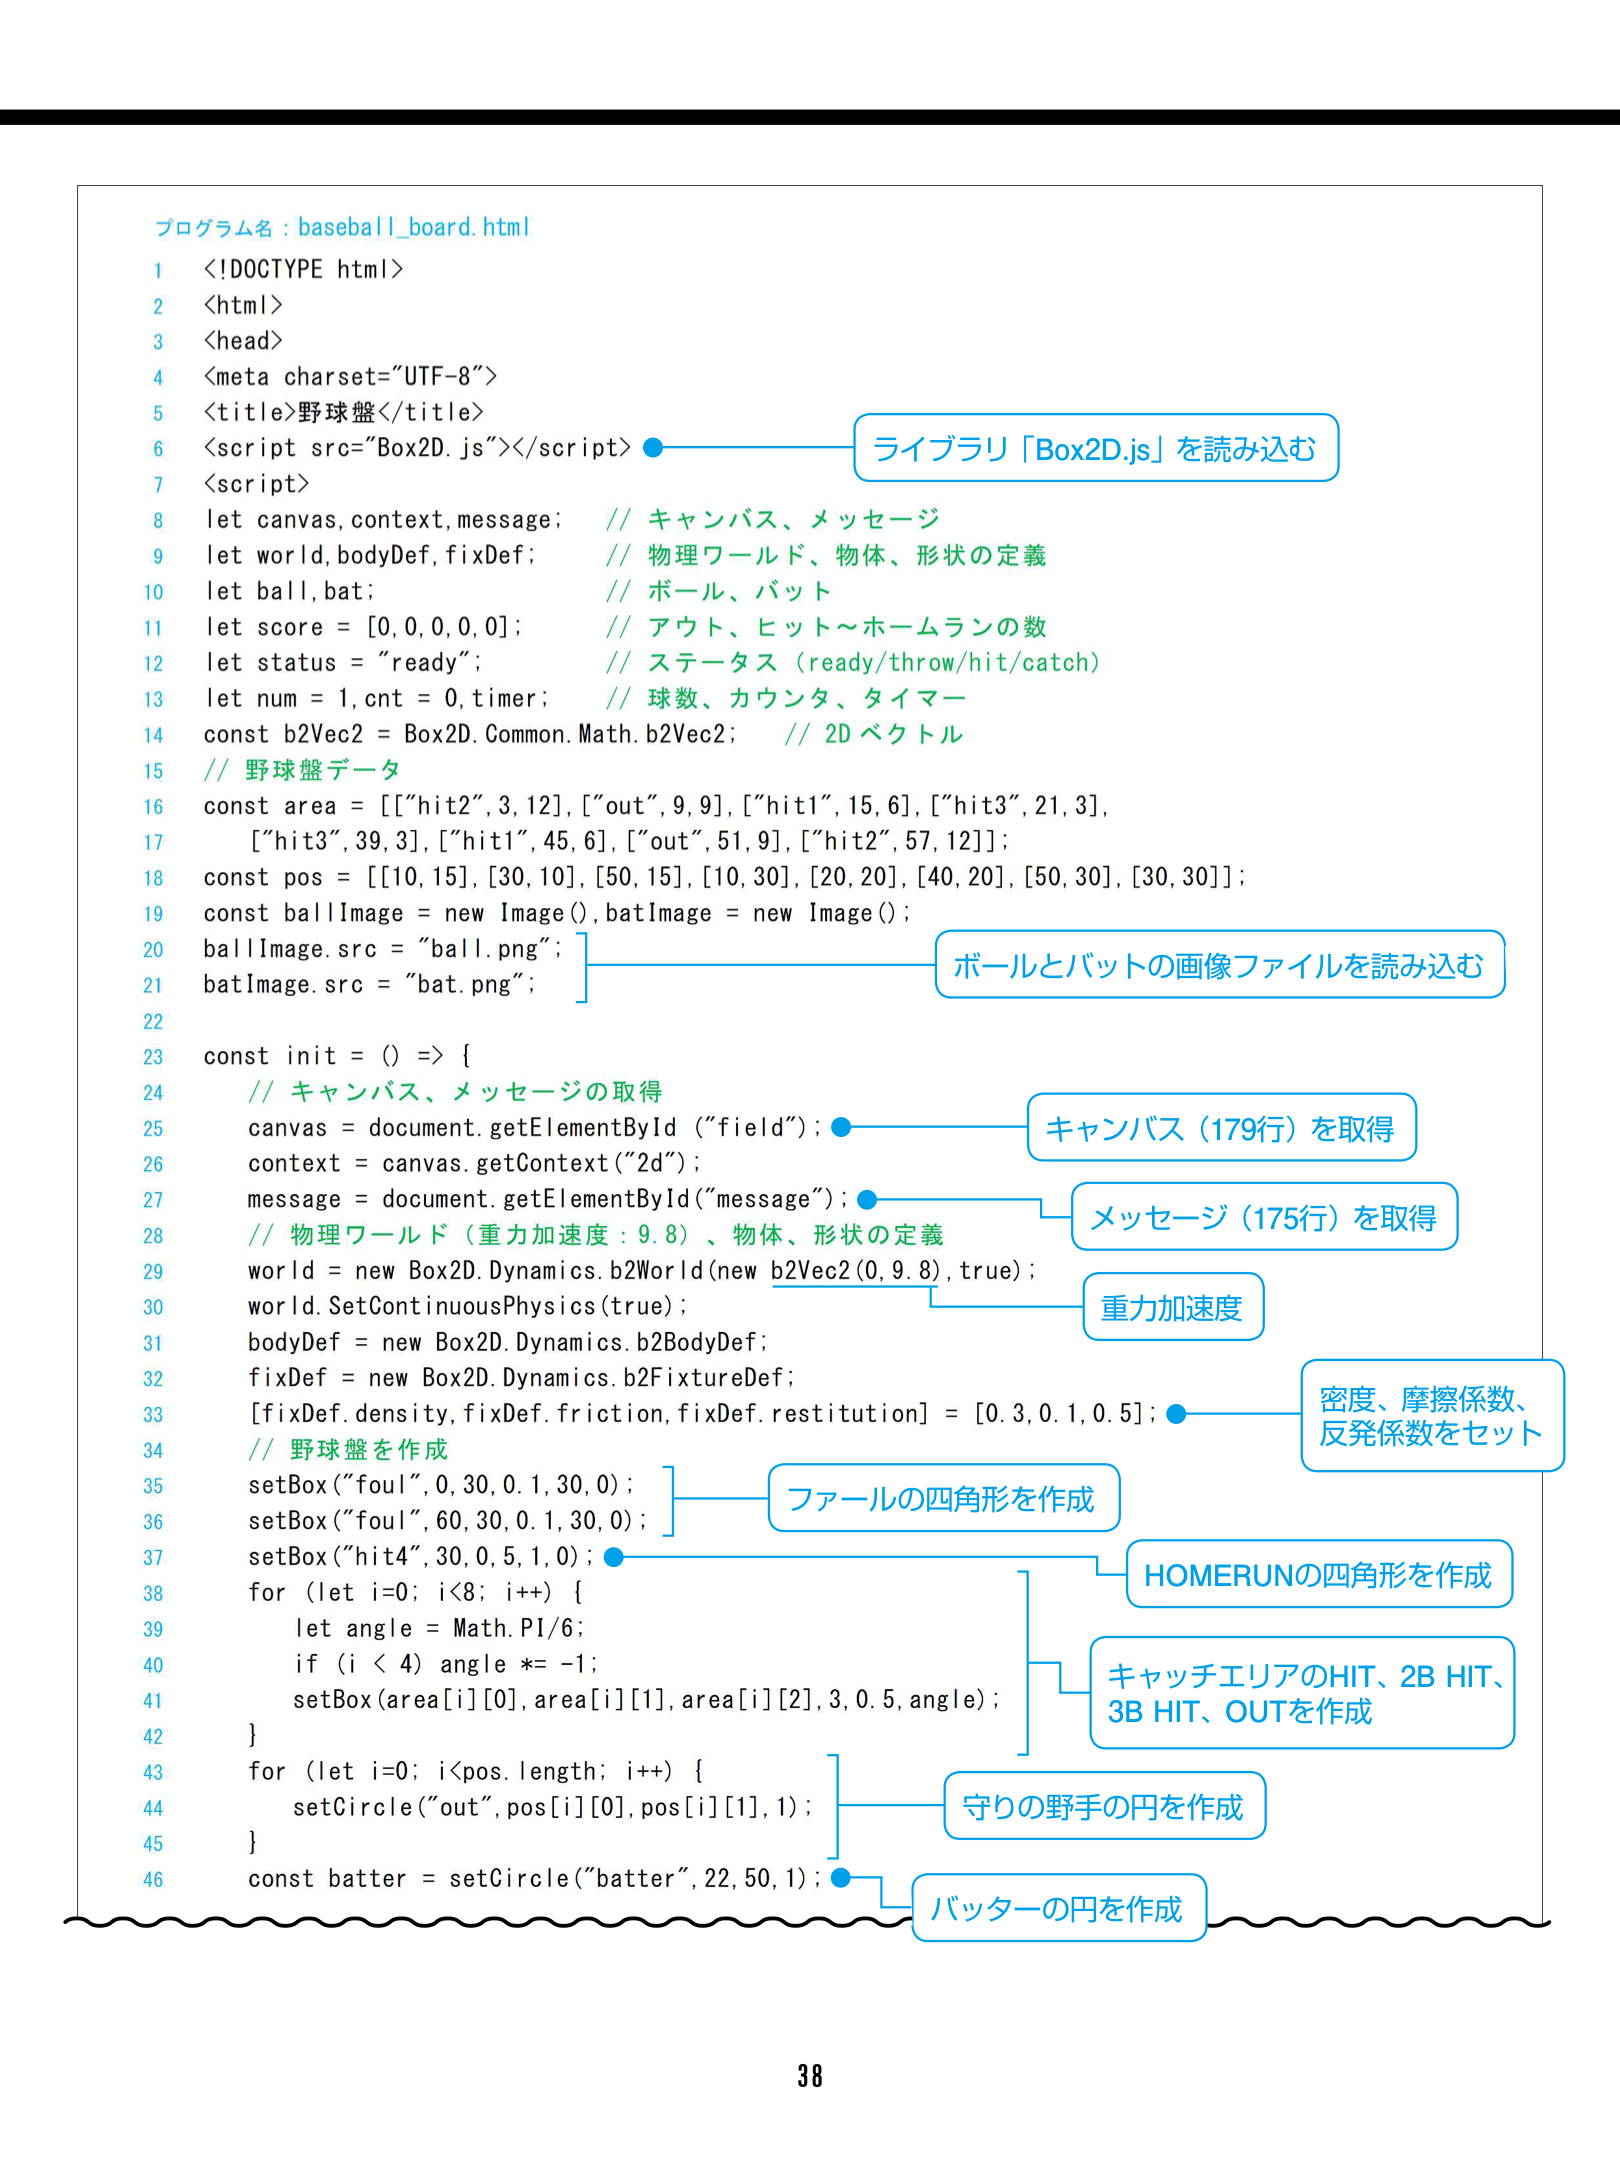 プログラム名：baseball_board.html
1 <!DOCTYPE html>
2 <html>
3 <head>
4 <meta charset="UTF-8">
5 <title>野球盤</title>
6 <script src="Box2D.js"></script>
ライブラリ「Box2D.js」を読み込む
7 <script>
8 let canvas,context,message; // キャンバス、メッセージ
9 let world,bodyDef,fixDef; // 物理ワールド、物体、形状の定義
10 let ball,bat; // ボール、バット
11 let score = [0,0,0,0,0]; // アウト、ヒット～ホームランの数
12 let status = "ready"; // ステータス（ready/throw/hit/catch）
13 let num = 1,cnt = 0,timer; // 球数、カウンタ、タイマー
14 const b2Vec2 = Box2D.Common.Math.b2Vec2; // 2D ベクトル
15 // 野球盤データ
16 const area = [["hit2",3,12],["out",9,9],["hit1",15,6],["hit3",21,3],
17 ["hit3",39,3],["hit1",45,6],["out",51,9],["hit2",57,12]];
18 const pos = [[10,15],[30,10],[50,15],[10,30],[20,20],[40,20],[50,30],[30,30]];
19 const ballImage = new Image(),batImage = new Image();
20 ballImage.src = "ball.png";
21 batImage.src = "bat.png";
ボールとバットの画像ファイルを読み込む
22
23 const init = () => {
24 // キャンバス、メッセージの取得
25 canvas = document.getElementById ("field");
キャンバス（179行）を取得
26 context = canvas.getContext("2d");
27 message = document.getElementById("message");
メッセージ（175行）を取得
28 // 物理ワールド（重力加速度：9.8）、物体、形状の定義
29 world = new Box2D.Dynamics.b2World(new b2Vec2(0,9.8),true);
重力加速度
30 world.SetContinuousPhysics(true);
31 bodyDef = new Box2D.Dynamics.b2BodyDef;
32 fixDef = new Box2D.Dynamics.b2FixtureDef;
33 [fixDef.density,fixDef.friction,fixDef.restitution] = [0.3,0.1,0.5];
密度、摩擦係数、
反発係数をセット
34 // 野球盤を作成
35 setBox("foul",0,30,0.1,30,0);
36 setBox("foul",60,30,0.1,30,0);
ファールの四角形を作成
37 setBox("hit4",30,0,5,1,0);
HOMERUNの四角形を作成
38 for (let i=0; i<8; i++) {
39 let angle = Math.PI/6;
40 if (i < 4) angle *= -1;
41 setBox(area[i][0],area[i][1],area[i][2],3,0.5,angle);
42 }
キャッチエリアのHIT、2B HIT、
3B HIT、OUTを作成
43 for (let i=0; i<pos.length; i++) {
44 setCircle("out",pos[i][0],pos[i][1],1);
45 }
守りの野手の円を作成
46 const batter = setCircle("batter",22,50,1);
バッターの円を作成
38